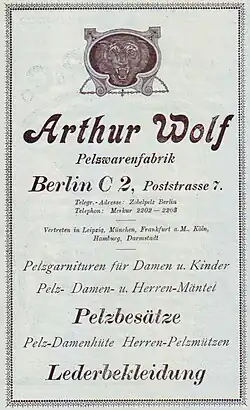 Arthur Wolf
Pelzwarenfabrik
Berlin C 2, Poststrasse 7.
Telegr.-Adresse: Zobelpelz Berlin
Telephon: Merkur 2202—2203
Vertreten in Leipzig, München, Frankfurt a. M., Köln,
Hamburg, Darmstadt
Pelzgarnituren für Damen u. Kinder
Pelz- Damen- u. Herren-Mäntel
Pelzbesätze
Pelz-Damenhüte Herren-Pelzmützen
Lederbekleidung